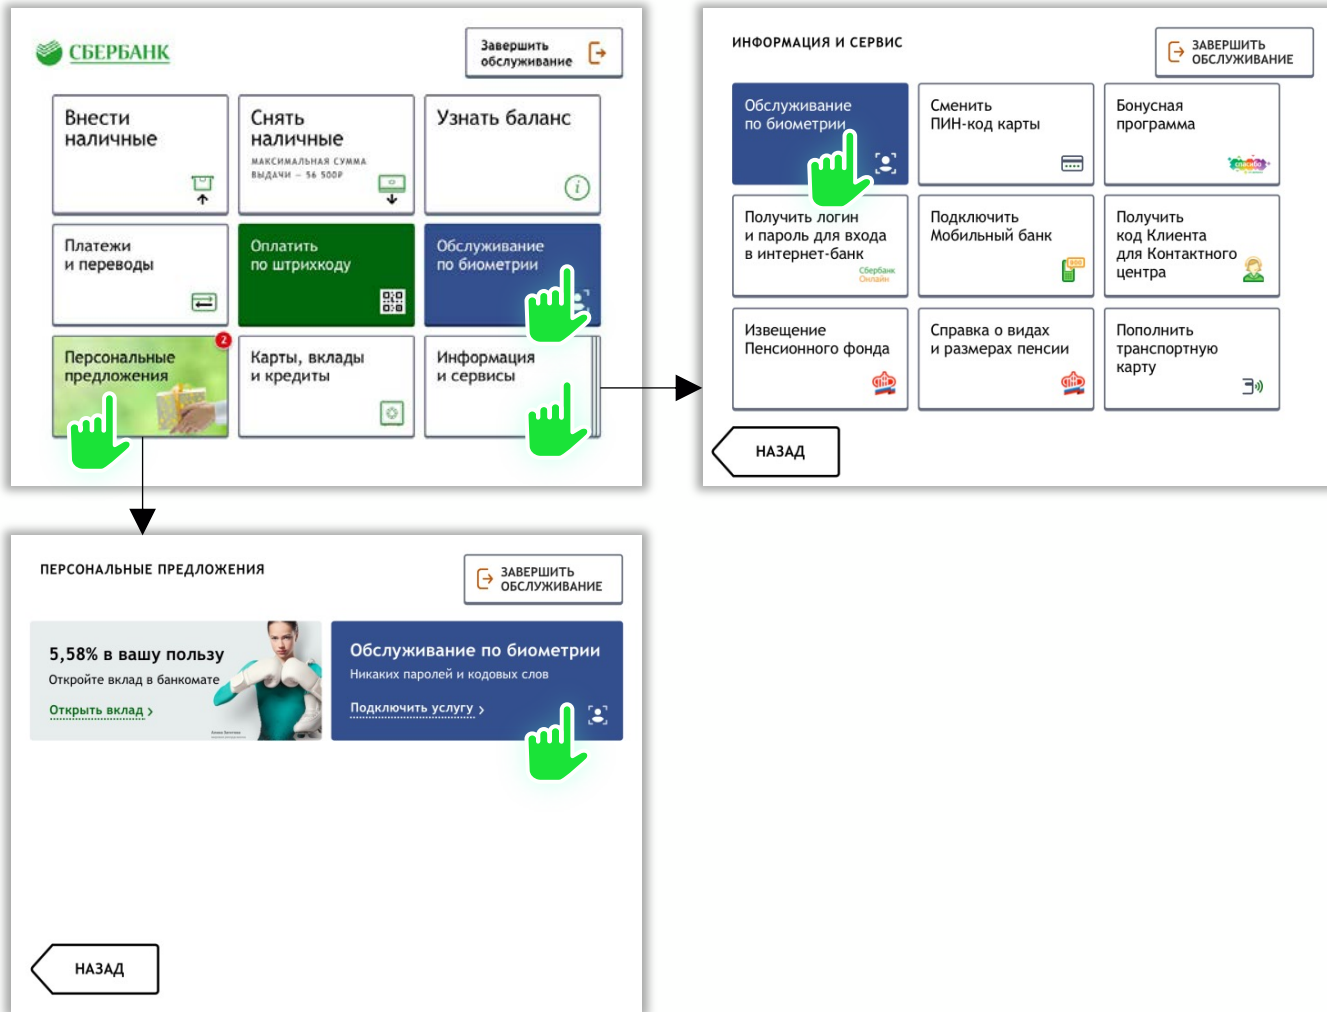 СБЕРБАНК
Завершить
обслуживание
Внести
наличные
Снять
наличные
МАКСИМАЛЬНАЯ СУММА
ВЫДАЧИ — 56 500₽
Узнать баланс
Платежи
и переводы
Оплатить
по штрихкоду
Обслуживание
по биометрии
Персональные
предложения
2
Карты, вклады
и кредиты
Информация
и сервисы
ИНФОРМАЦИЯ И СЕРВИС
ЗАВЕРШИТЬ
ОБСЛУЖИВАНИЕ
Обслуживание
по биометрии
Сменить
ПИН-код карты
Бонусная
программа
спасибо
Получить логин
и пароль для входа
в интернет-банк
Сбербанк
Онлайн
Подключить
Мобильный банк
900
Получить
код Клиента
для Контактного
центра
Извещение
Пенсионного фонда
Справка о видах
и размерах пенсии
Пополнить
транспортную
карту
НАЗАД
ПЕРСОНАЛЬНЫЕ ПРЕДЛОЖЕНИЯ
ЗАВЕРШИТЬ
ОБСЛУЖИВАНИЕ
5,58% в вашу пользу
Откройте вклад в банкомате
Открыть вклад ›
Обслуживание по биометрии
Никаких паролей и кодовых слов
Подключить услугу ›
НАЗАД